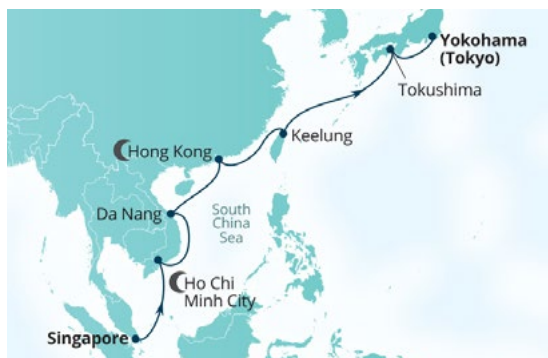 Yokohama
(Tokyo)
Tokushima
Keelung
Hong Kong
Da Nang
South
China
Sea
Ho Chi
Minh City
Singapore